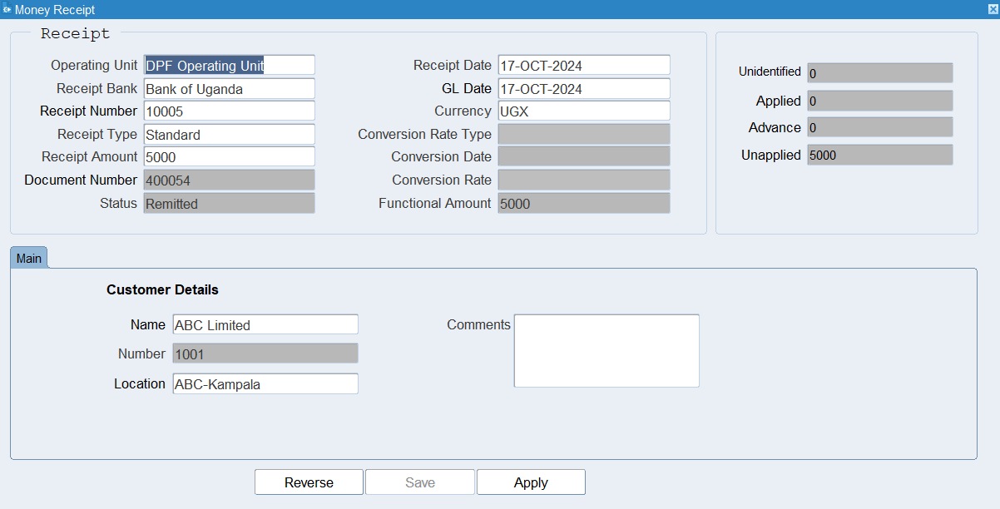 Money Receipt
Receipt
Operating Unit DPF Operating Unit
Receipt Bank Bank of Uganda
Receipt Number 10005
Receipt Type Standard
Receipt Amount 5000
Document Number 400054
Status Remitted
Receipt Date 17-OCT-2024
GL Date 17-OCT-2024
Currency UGX
Conversion Rate Type
Conversion Date
Conversion Rate
Functional Amount 5000
Unidentified 0
Applied 0
Advance 0
Unapplied 5000
Main
Customer Details
Name ABC Limited
Number 1001
Location ABC-Kampala
Comments
Reverse Save Apply